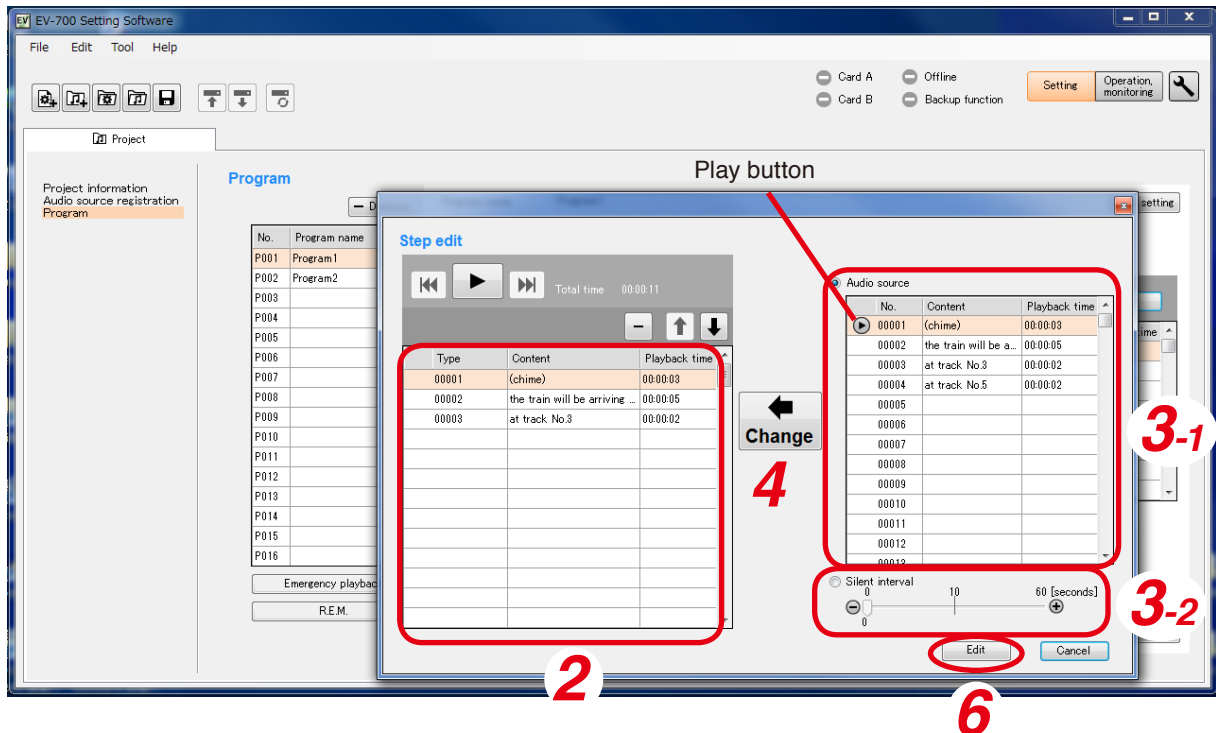 EV EV-700 Setting Software
File Edit Tool Help
Card A Offline
Card B Backup function
Setting Operation, monitoring
Project
Project information
Audio source registration
Program
Program
Play button
setting
No. Program name
P001 Program1
P002 Program2
P003
P004
P005
P006
P007
P008
P009
P010
P011
P012
P013
P014
P015
P016
Emergency playbac
R.E.M.
Step edit
Total time 00:00:11
Type Content Playback time
00001 (chime) 00:00:03
00002 the train will be arriving ... 00:00:05
00003 at track No.3 00:00:02
2
Change
4
Audio source
No. Content Playback time
00001 (chime) 00:00:03
00002 the train will be a... 00:00:05
00003 at track No.3 00:00:02
00004 at track No.5 00:00:02
00005
00006
00007
00008
00009
00010
00011
00012
00013
3-1
Silent interval
0 10 60 [seconds]
0
3-2
Edit Cancel
6